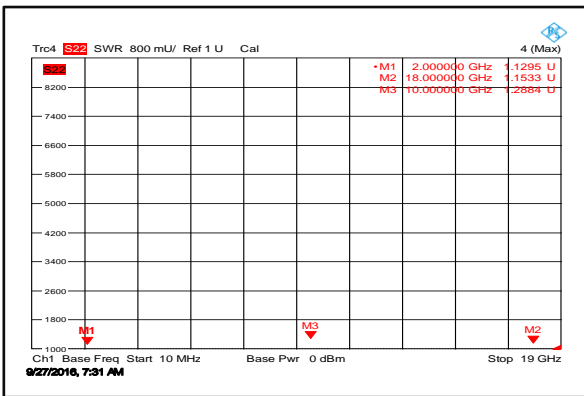 R&S
Trc4 S22 SWR 800 mU/ Ref 1 U Cal 4 (Max)
S22
•M1 2.000000 GHz 1.1295 U
M2 18.000000 GHz 1.1533 U
M3 10.000000 GHz 1.2884 U
8200
7400
6600
5800
5000
4200
3400
2600
1800
M1
M3
M2
1000
Ch1 Base Freq Start 10 MHz Base Pwr 0 dBm Stop 19 GHz
9/27/2016, 7:31 AM